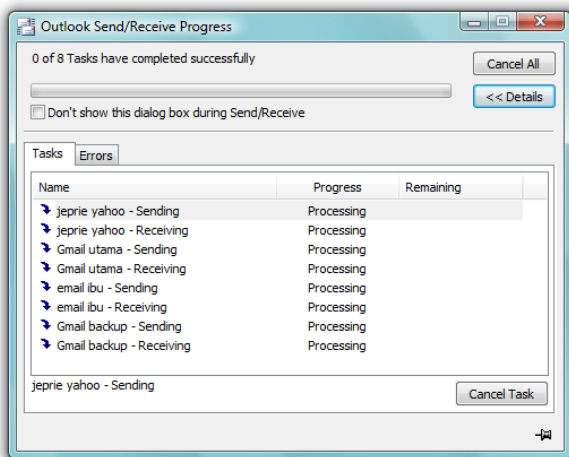 Outlook Send/Receive Progress
0 of 8 Tasks have completed successfully
Cancel All
<< Details
Don't show this dialog box during Send/Receive
Tasks Errors
Name Progress Remaining
jeprie yahoo - Sending Processing
jeprie yahoo - Receiving Processing
Gmail utama - Sending Processing
Gmail utama - Receiving Processing
email ibu - Sending Processing
email ibu - Receiving Processing
Gmail backup - Sending Processing
Gmail backup - Receiving Processing
jeprie yahoo - Sending
Cancel Task